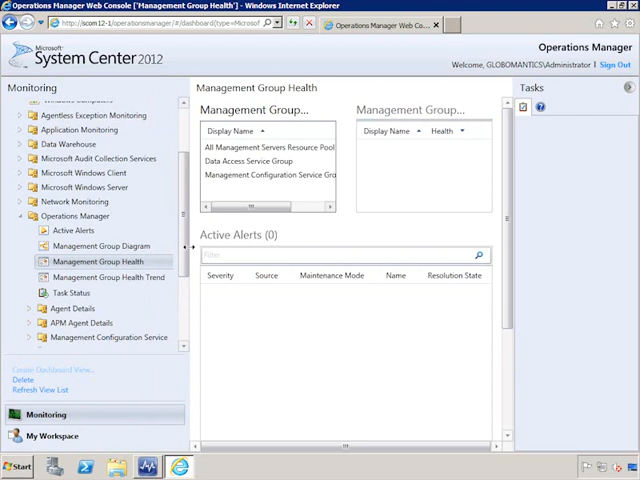 Operations Manager Web Console ['Management Group Health'] - Windows Internet Explorer
http://scom12-1/operationsmanager/#/dashboard(type=Microsof
Operations Manager Web Co...
Microsoft
System Center 2012
Operations Manager
Welcome, GLOBOMANTICS\Administrator | Sign Out
Monitoring
Windows Computers
Agentless Exception Monitoring
Application Monitoring
Data Warehouse
Microsoft Audit Collection Services
Microsoft Windows Client
Microsoft Windows Server
Network Monitoring
Operations Manager
Active Alerts
Management Group Diagram
Management Group Health
Management Group Health Trend
Task Status
Agent Details
APM Agent Details
Management Configuration Service
Create Dashboard View...
Delete
Refresh View List
Monitoring
My Workspace
Management Group Health
Management Group...
Display Name
All Management Servers Resource Pool
Data Access Service Group
Management Configuration Service Gro
Management Group...
Display Name Health
Active Alerts (0)
Filter
Severity Source Maintenance Mode Name Resolution State
Tasks
Start